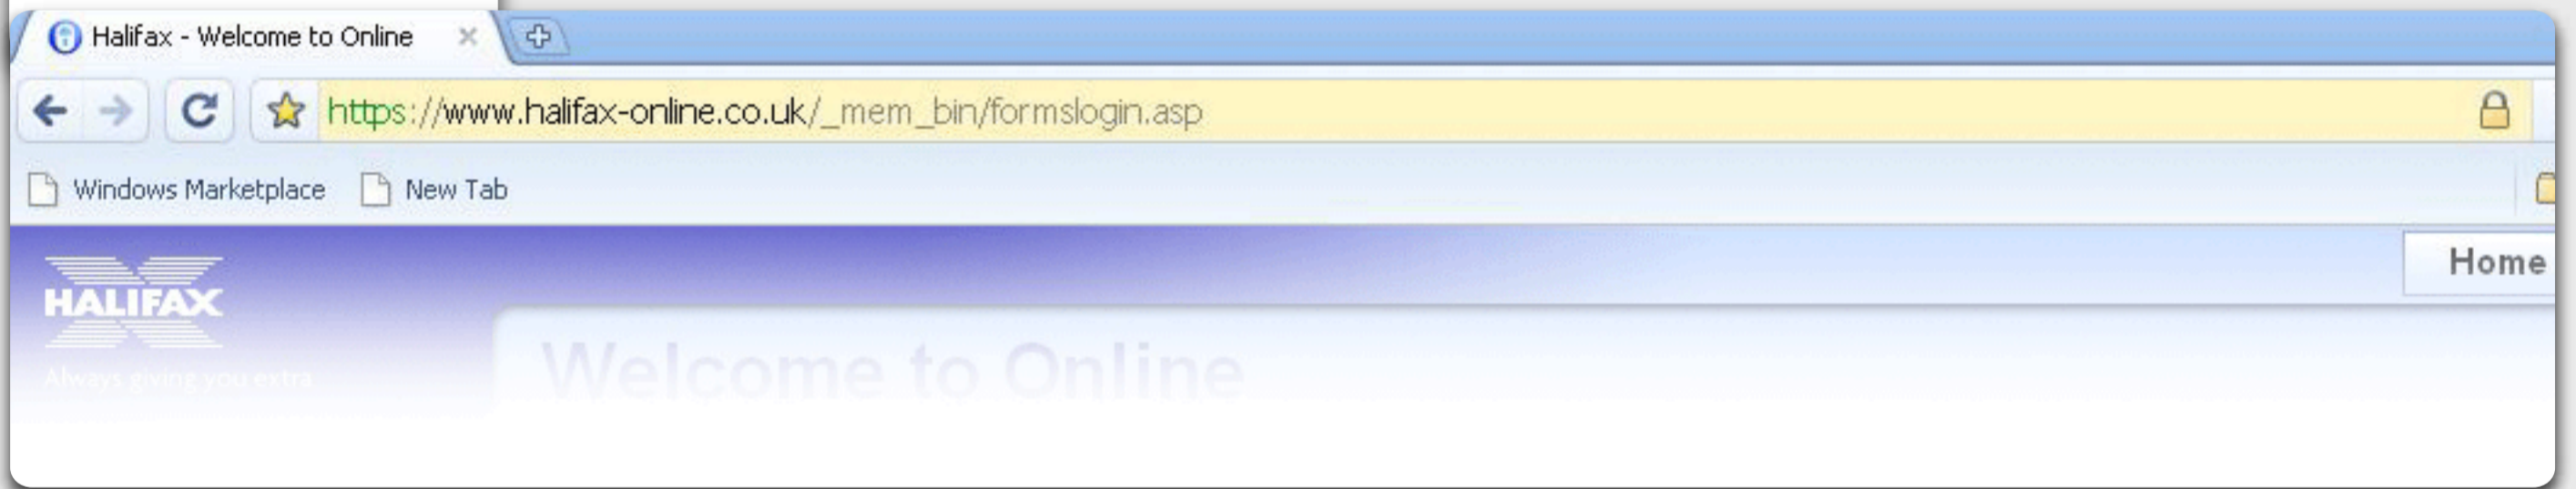 Halifax - Welcome to Online
https://www.halifax-online.co.uk/_mem_bin/formslogin.asp
Windows Marketplace New Tab
Home
HALIFAX
Always giving you extra
Welcome to Online